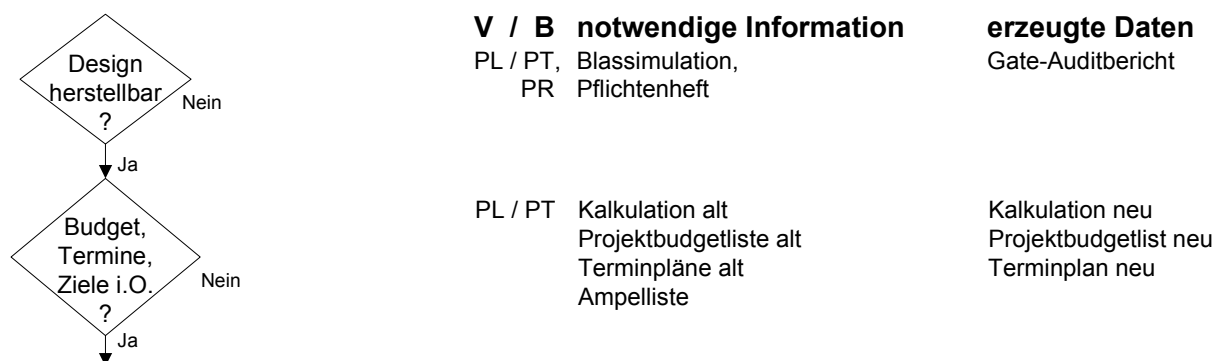 V / B notwendige Information erzeugte Daten
Design
herstellbar
?
Nein
Ja
PL / PT, Blassimulation, Gate-Auditbericht
PR Pflichtenheft
Budget,
Termine,
Ziele i.O.
?
Nein
Ja
PL / PT Kalkulation alt Kalkulation neu
Projektbudgetliste alt Projektbudgetlist neu
Terminpläne alt Terminplan neu
Ampelliste